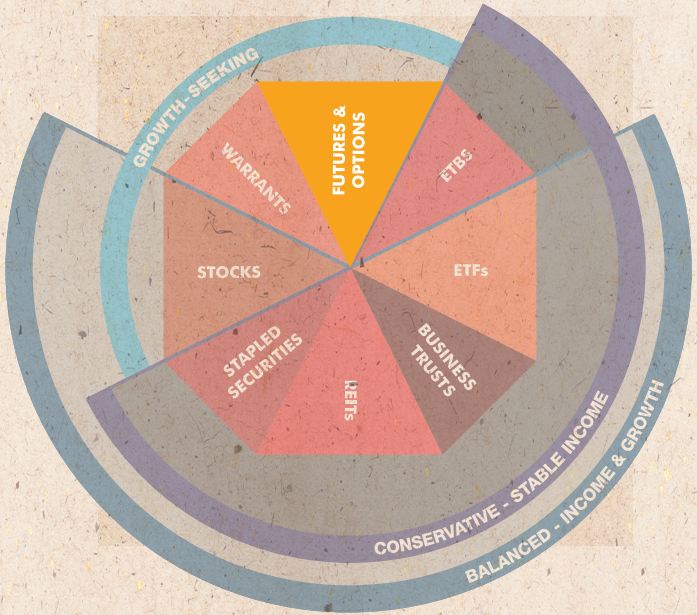 GROWTH-SEEKING
FUTURES &
OPTIONS
WARRANTS
ETBS
STOCKS
ETFs
STAPLED
SECURITIES
BUSINESS
TRUSTS
REITs
CONSERVATIVE - STABLE INCOME
BALANCED - INCOME & GROWTH